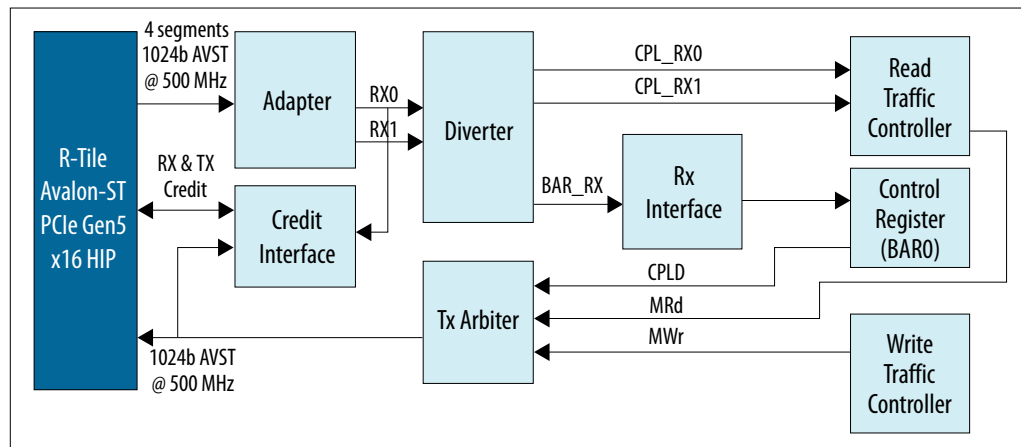 4 segments
1024b AVST
@ 500 MHz
Adapter
RX0
RX1
Diverter
CPL_RX0
CPL_RX1
Read
Traffic
Controller
R-Tile
Avalon-ST
PCIe Gen5
x16 HIP
RX & TX
Credit
Credit
Interface
BAR_RX
Rx
Interface
Control
Register
(BAR0)
Tx Arbiter
CPLD
MRd
MWr
Write
Traffic
Controller
1024b AVST
@ 500 MHz